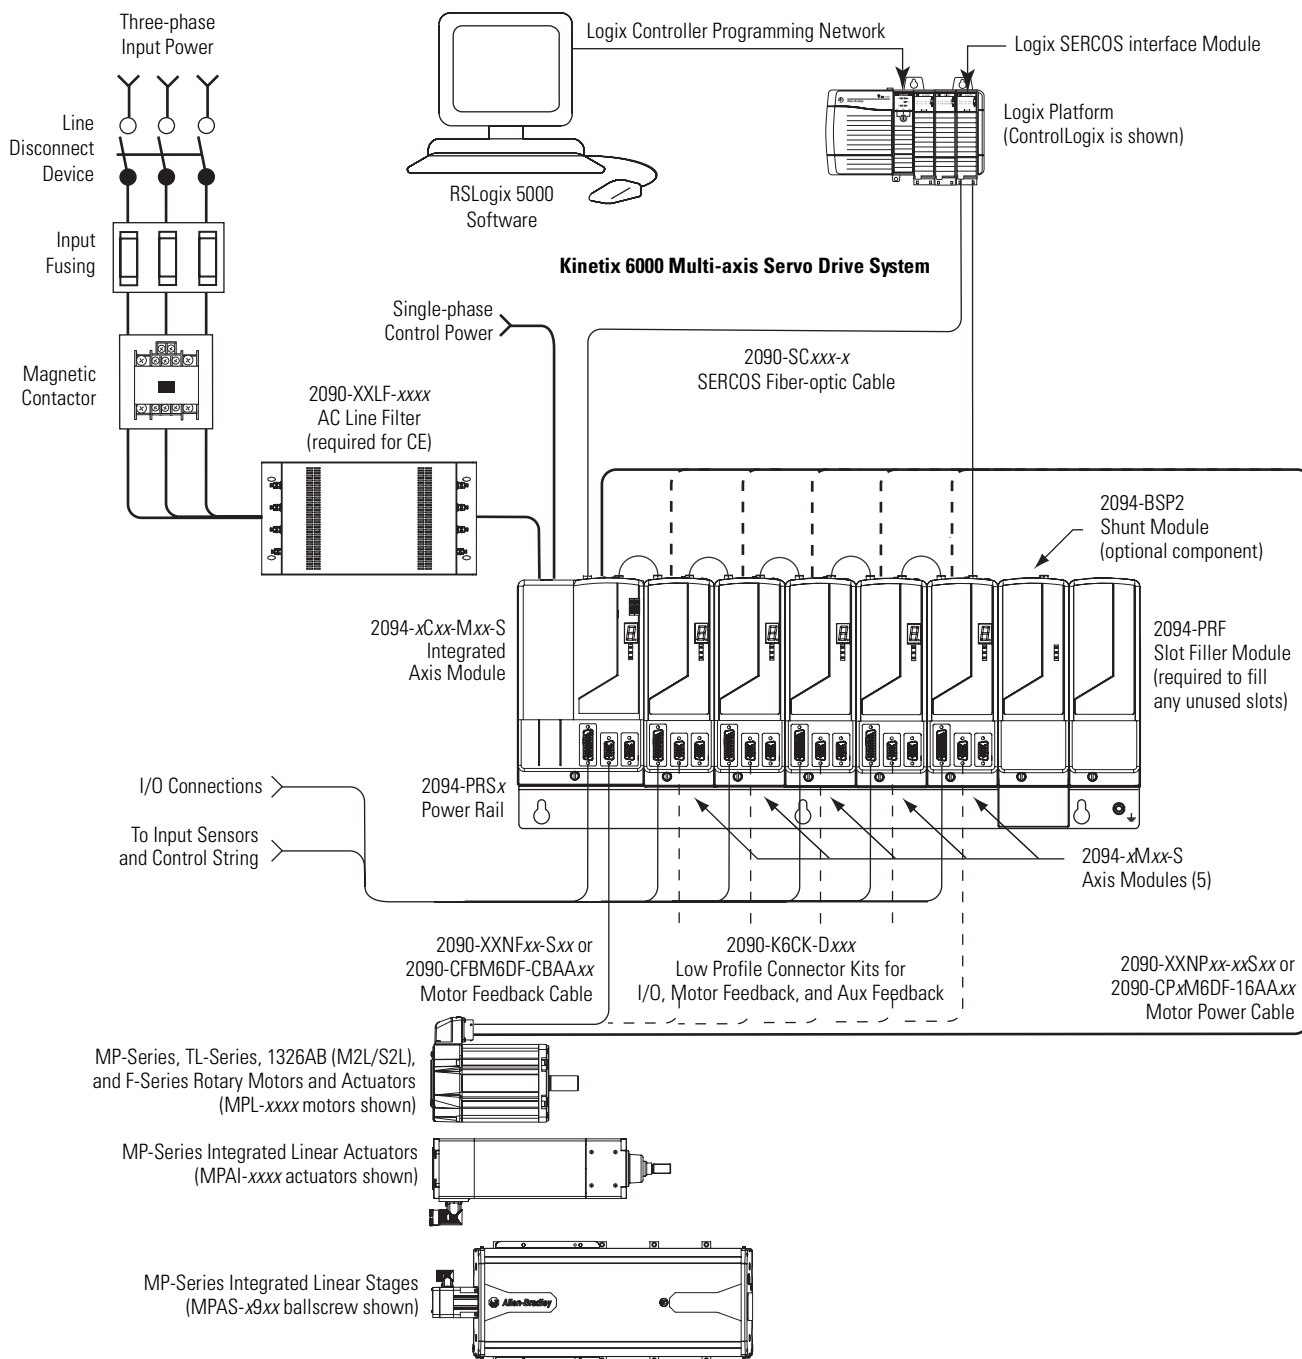 Three-phase
Input Power
Logix Controller Programming Network
Logix SERCOS interface Module
Line
Disconnect
Device
Logix Platform
(ControlLogix is shown)
RSLogix 5000
Software
Input
Fusing
Kinetix 6000 Multi-axis Servo Drive System
Single-phase
Control Power
2090-SCxxx-x
SERCOS Fiber-optic Cable
Magnetic
Contactor
2090-XXLF-xxxx
AC Line Filter
(required for CE)
2094-BSP2
Shunt Module
(optional component)
2094-xCxx-Mxx-S
Integrated
Axis Module
2094-PRF
Slot Filler Module
(required to fill
any unused slots)
I/O Connections
2094-PRSx
Power Rail
To Input Sensors
and Control String
2094-xMxx-S
Axis Modules (5)
2090-XXNFxx-Sxx or
2090-CFBM6DF-CBAAxx
Motor Feedback Cable
2090-K6CK-Dxxx
Low Profile Connector Kits for
I/O, Motor Feedback, and Aux Feedback
2090-XXNPxx-xxSxx or
2090-CPxM6DF-16AAxx
Motor Power Cable
MP-Series, TL-Series, 1326AB (M2L/S2L),
and F-Series Rotary Motors and Actuators
(MPL-xxxx motors shown)
MP-Series Integrated Linear Actuators
(MPAI-xxxx actuators shown)
MP-Series Integrated Linear Stages
(MPAS-x9xx ballscrew shown)
Allen-Bradley